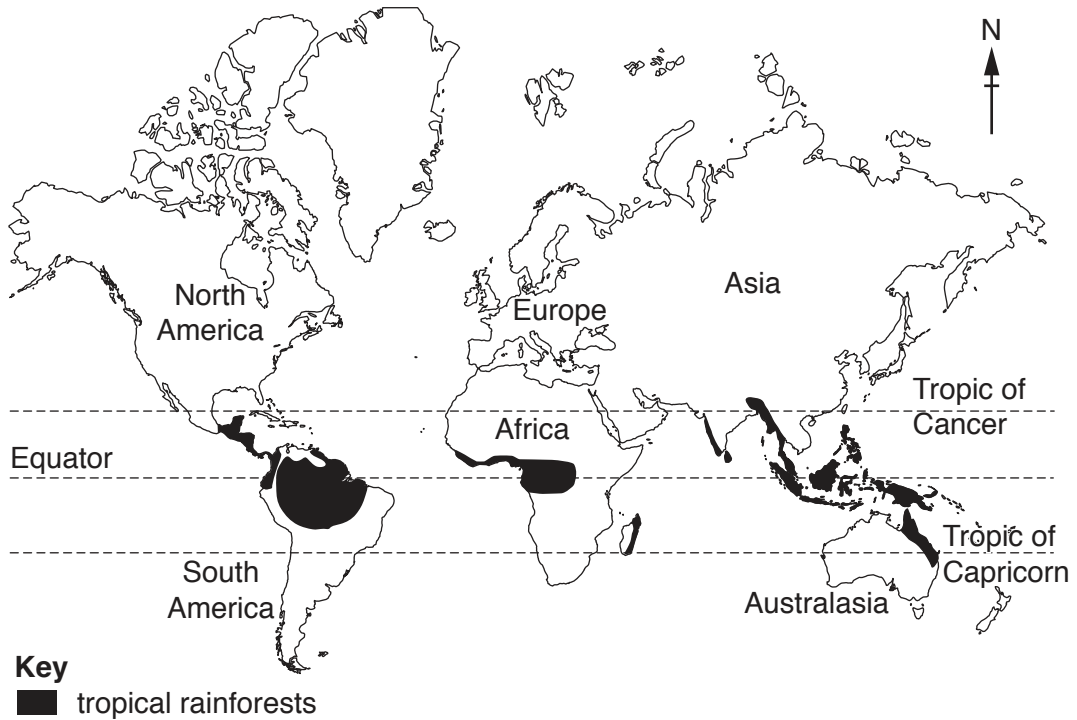 N
North
America
Europe
Asia
Tropic of
Cancer
Africa
Equator
Tropic of
Capricorn
South
America
Australasia
Key
tropical rainforests